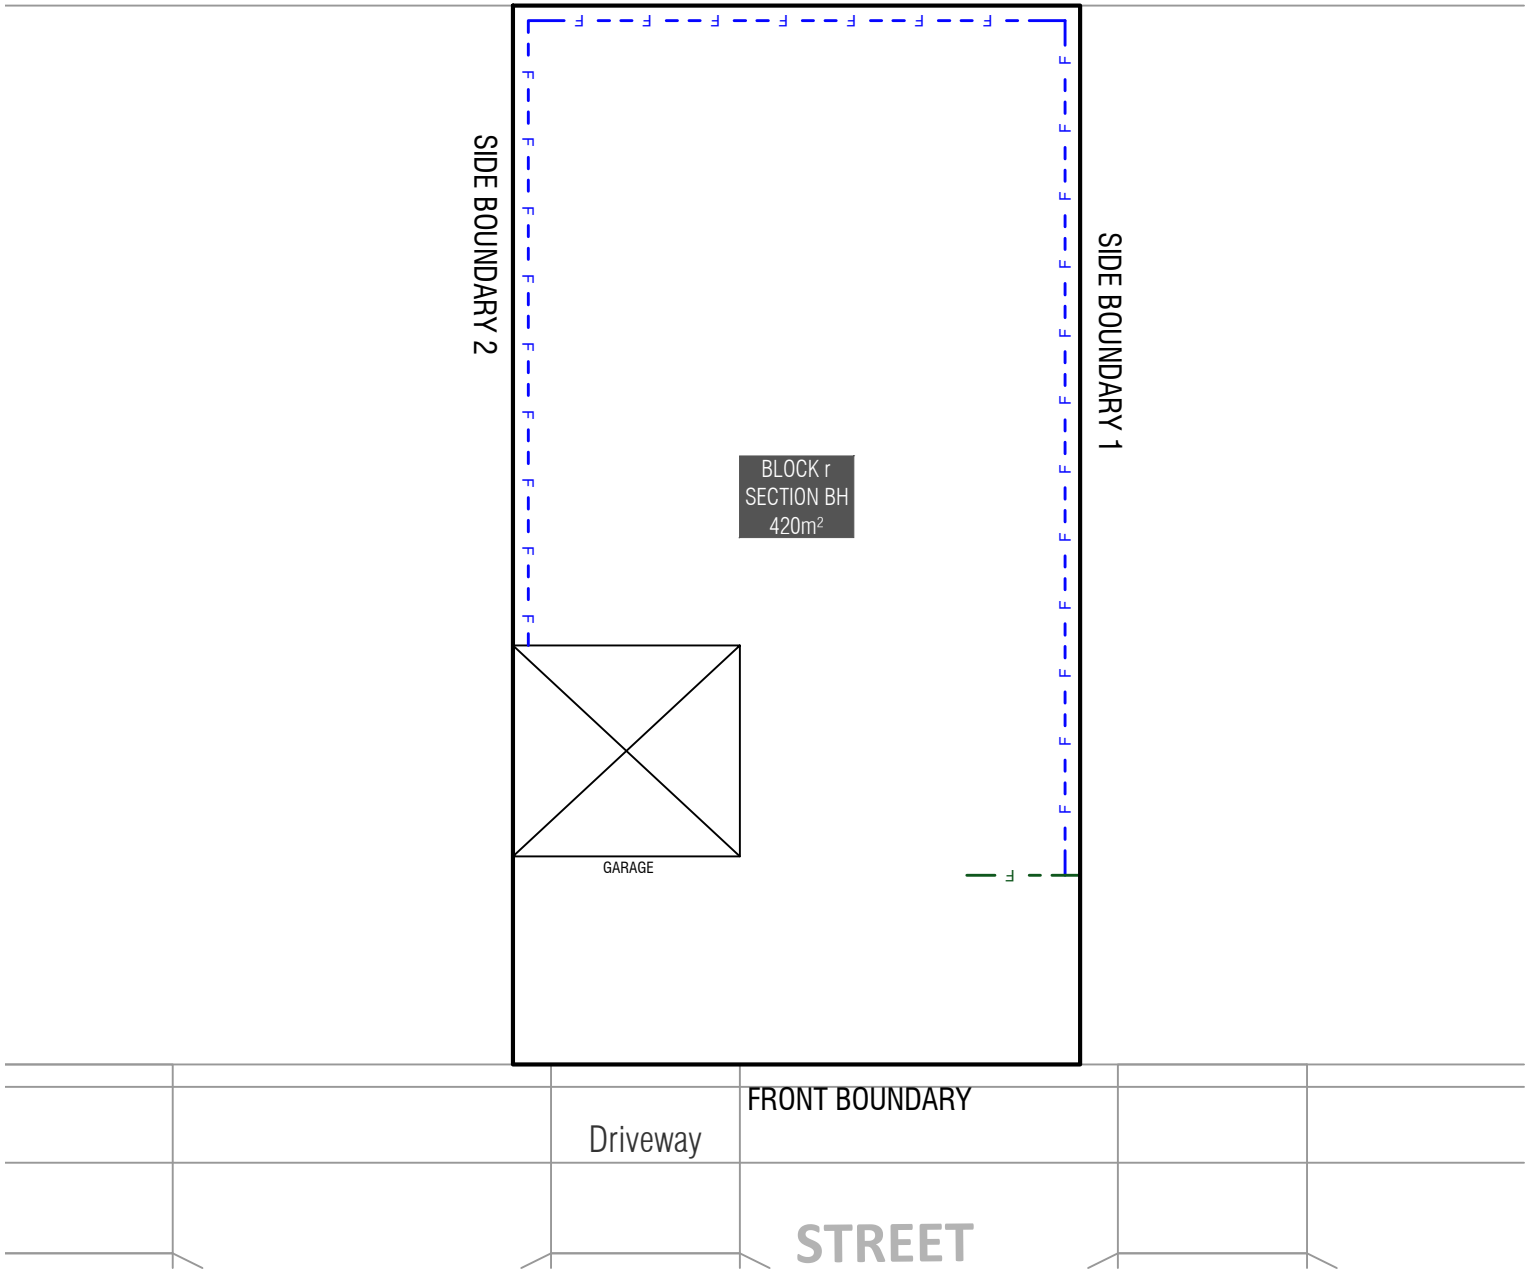 SIDE BOUNDARY 2
SIDE BOUNDARY 1
BLOCK r
SECTION BH
420m²
GARAGE
FRONT BOUNDARY
Driveway
STREET
F F F F F F F
F F F F F F F F F
F F F F F F F F F F F F
F